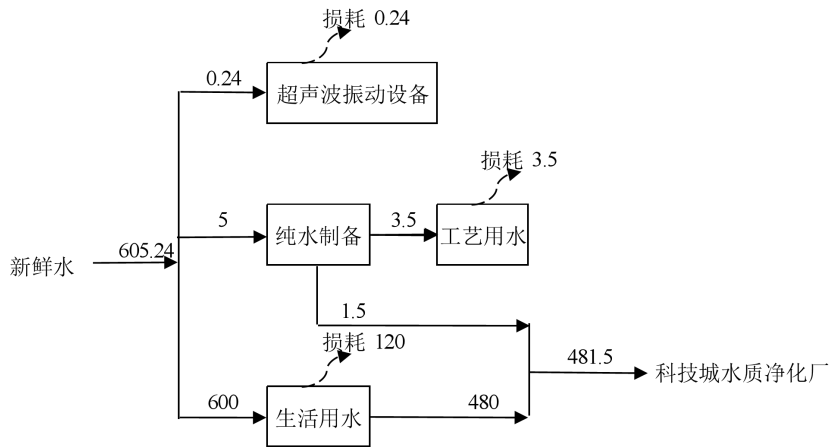 损耗 0.24
0.24
超声波振动设备
损耗 3.5
5
纯水制备
3.5
工艺用水
605.24
新鲜水
1.5
损耗 120
481.5
科技城水质净化厂
600
生活用水
480